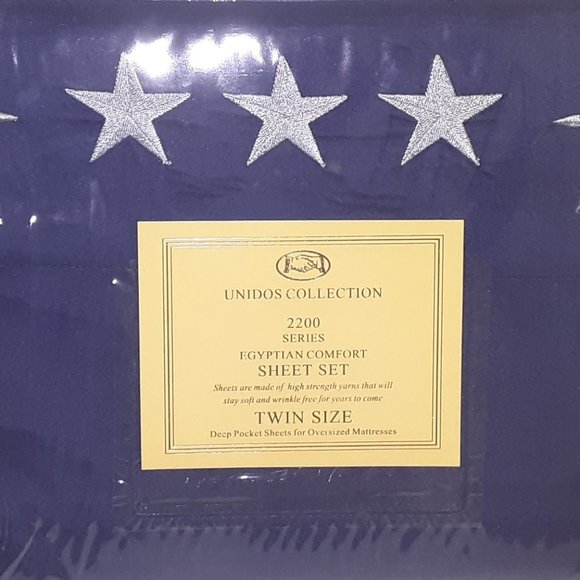 UNIDOS COLLECTION
2200
SERIES
EGYPTIAN COMFORT
SHEET SET
Sheets are made of high strength yarns that will
stay soft and wrinkle free for years to come
TWIN SIZE
Deep Pocket Sheets for Oversized Mattresses